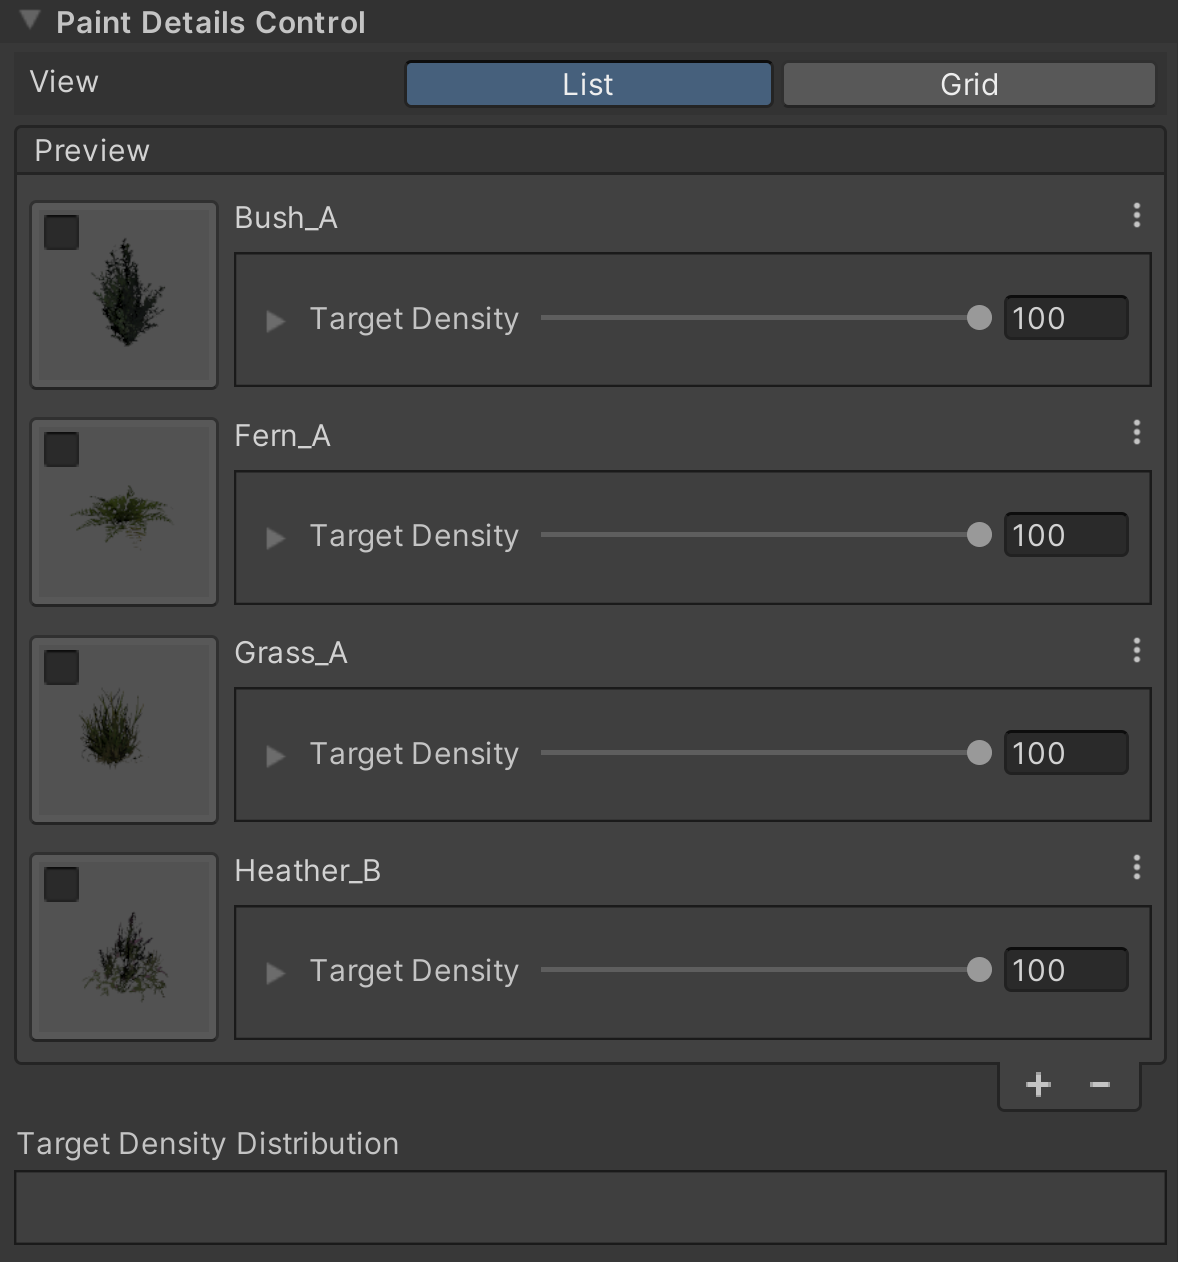 Paint Details Control
View List Grid
Preview
Bush_A
Target Density 100
Fern_A
Target Density 100
Grass_A
Target Density 100
Heather_B
Target Density 100
Target Density Distribution